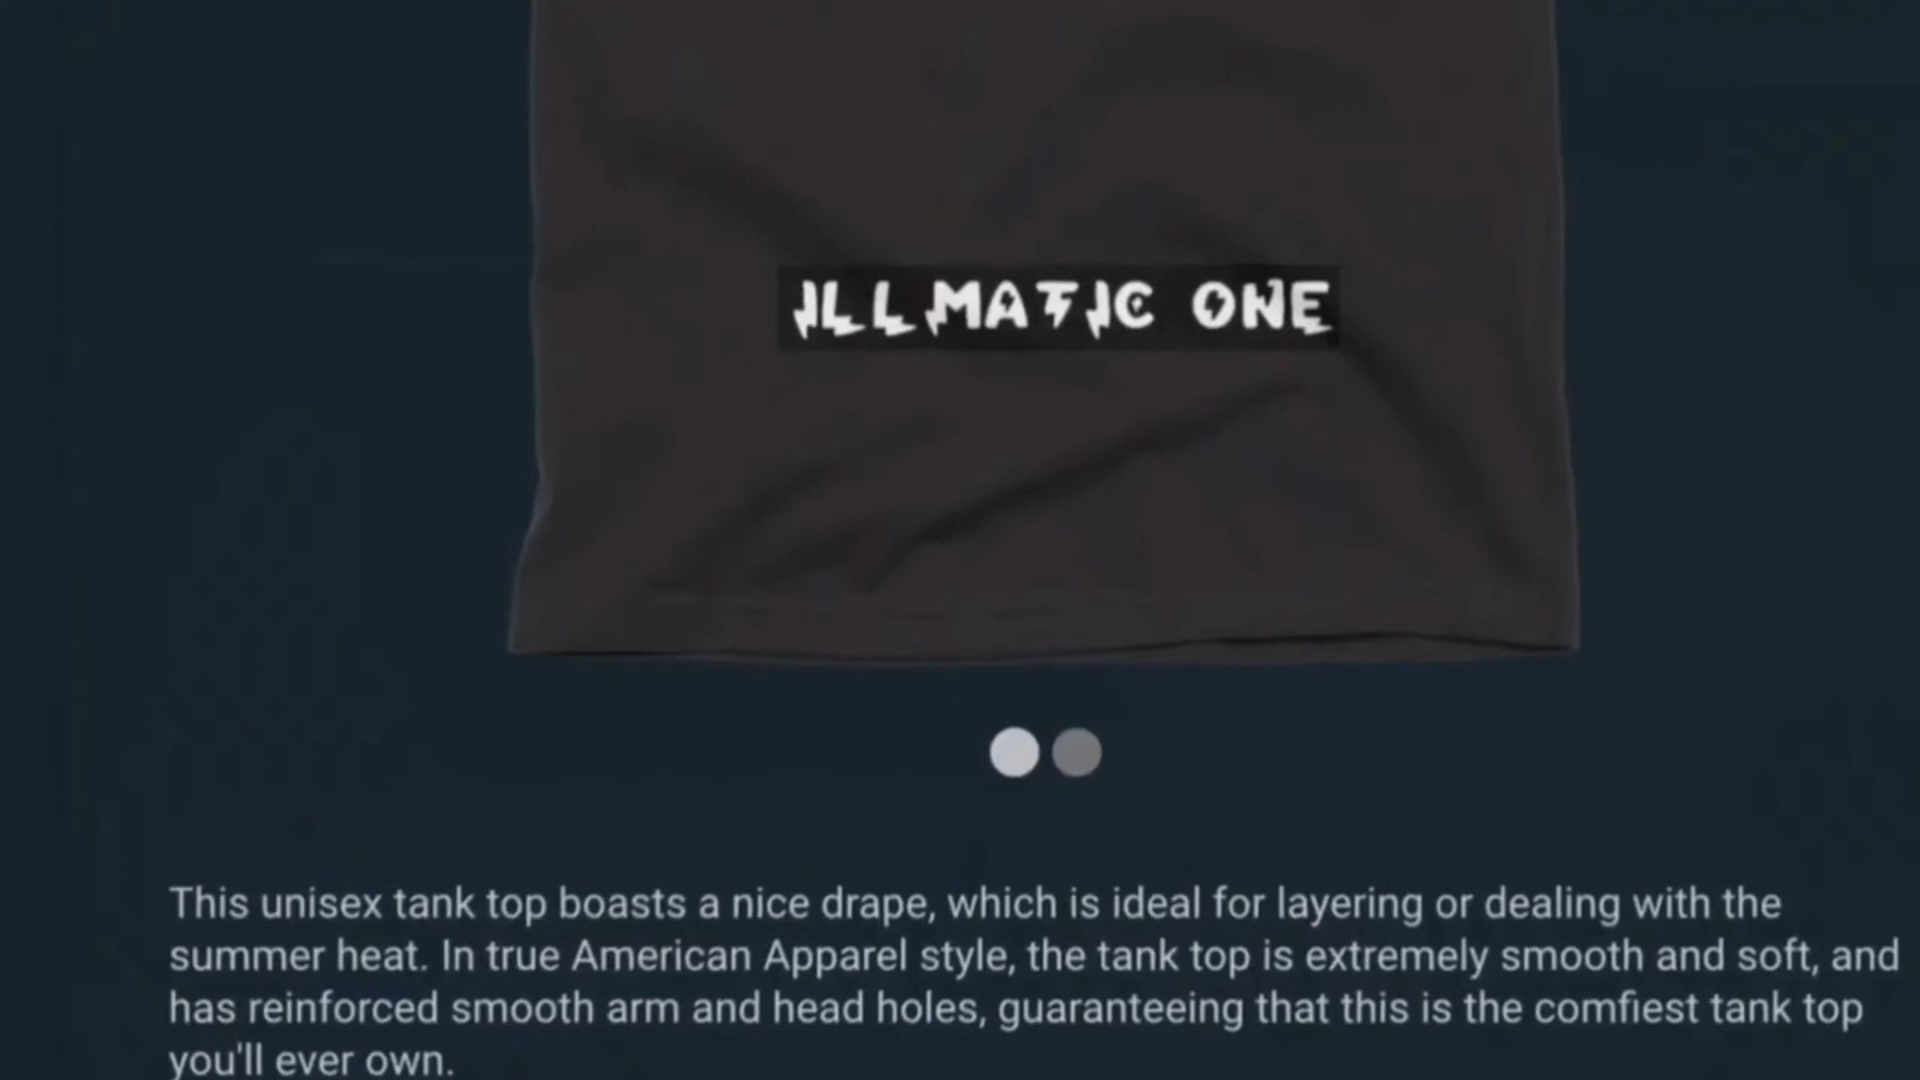 ILLMATIC ONE
This unisex tank top boasts a nice drape, which is ideal for layering or dealing with the
summer heat. In true American Apparel style, the tank top is extremely smooth and soft, and
has reinforced smooth arm and head holes, guaranteeing that this is the comfiest tank top
you'll ever own.